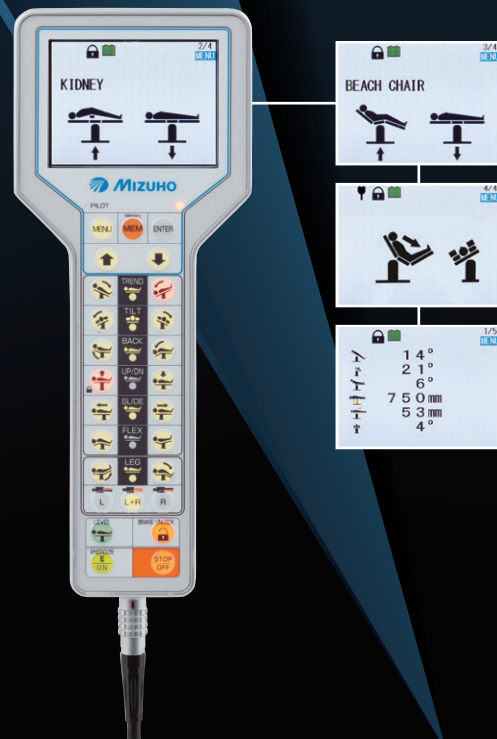 2/4
MENU
KIDNEY
MIZUHO
PILOT
Memory
MENU
MEM
ENTER
TREND
TILT
BACK
UP/DN
SLIDE
FLEX
LEG
L
L+R
R
LEVEL
BRAKE UNLOCK
ENERGIZE
E
ON
STOP
OFF
3/4
MENU
BEACH CHAIR
4/4
MENU
1/5
MENU
14°
21°
6°
750mm
53mm
4°